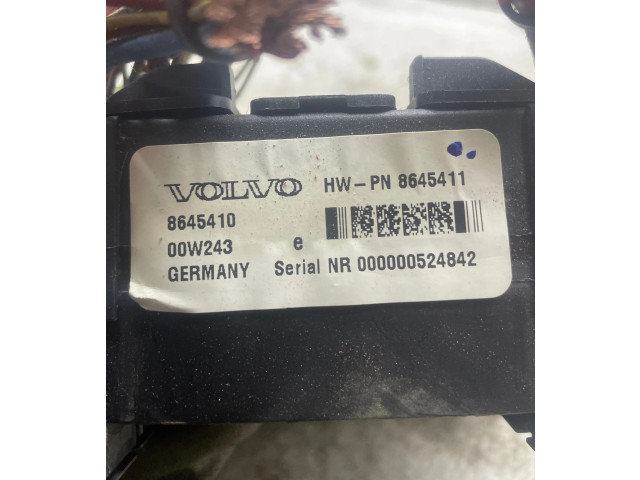 VOLVO HW-PN 8645411
8645410
00W243 e
GERMANY Serial NR 000000524842